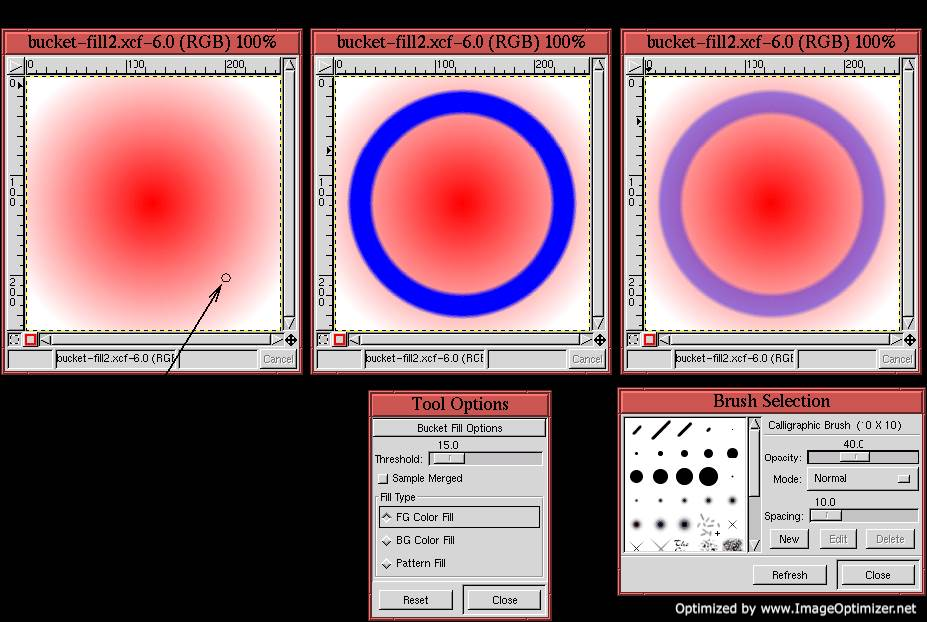 bucket-fill2.xcf-6.0 (RGB) 100%
bucket-fill2.xcf-6.0 (RGB) 100%
bucket-fill2.xcf-6.0 (RGB) 100%
0 100 200
0 100 200
0 100 200
0
100
200
0
100
200
0
100
200
bucket-fill2.xcf-6.0 (RGB Cancel
bucket-fill2.xcf-6.0 (RGB Cancel
bucket-fill2.xcf-6.0 (RGB Cancel
Tool Options
Bucket Fill Options
15.0
Threshold:
Sample Merged
Fill Type
FG Color Fill
BG Color Fill
Pattern Fill
Reset Close
Brush Selection
Calligraphic Brush (10 X 10)
40.0
Opacity:
Mode: Normal
10.0
Spacing:
New Edit Delete
Refresh Close
Optimized by www.ImageOptimizer.net